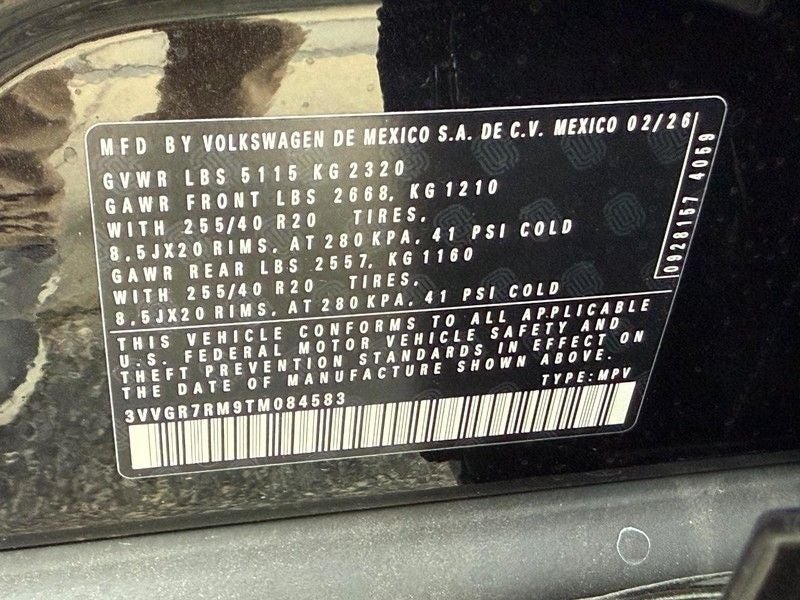 MFD BY VOLKSWAGEN DE MEXICO S.A. DE C.V. MEXICO 02/26
GVWR LBS 5115 KG 2320
GAWR FRONT LBS 2668, KG 1210
WITH 255/40 R20 TIRES,
8.5JX20 RIMS, AT 280 KPA, 41 PSI COLD
GAWR REAR LBS 2557, KG 1160
WITH 255/40 R20 TIRES,
8.5JX20 RIMS, AT 280 KPA, 41 PSI COLD
0928157 4059
THIS VEHICLE CONFORMS TO ALL APPLICABLE
U.S. FEDERAL MOTOR VEHICLE SAFETY AND
THEFT PREVENTION STANDARDS IN EFFECT ON
THE DATE OF MANUFACTURE SHOWN ABOVE.
TYPE:MPV
3VVGR7RM9TM084583